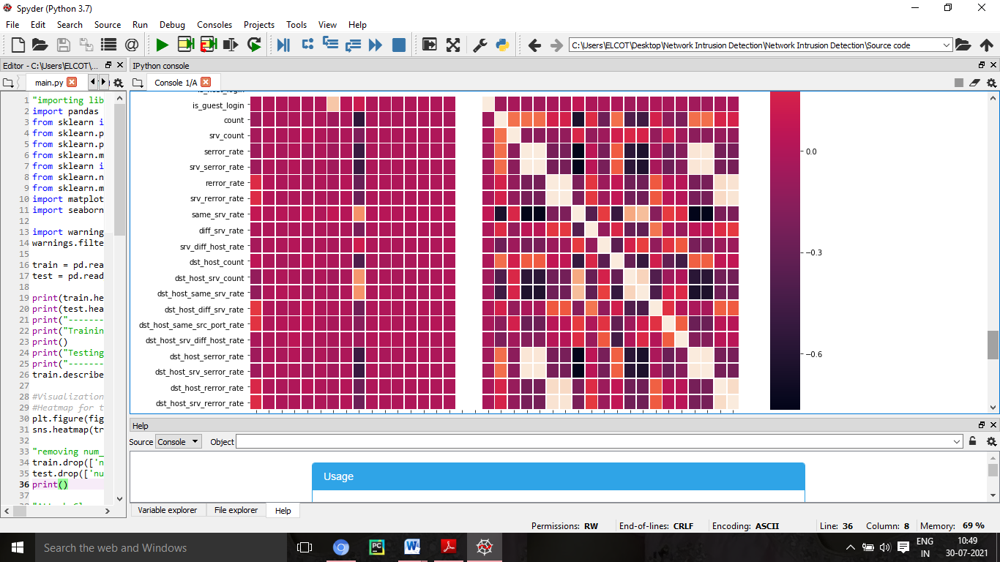 Spyder (Python 3.7)
File Edit Search Source Run Debug Consoles Projects Tools View Help
C:\Users\ELCOT\Desktop\Network Intrusion Detection\Network Intrusion Detection\Source code
Editor - C:\Users\ELCOT\...
main.py
1 "importing lib
2 import pandas
3 from sklearn i
4 from sklearn.p
5 from sklearn.p
6 from sklearn.m
7 from sklearn i
8 from sklearn.n
9 from sklearn.m
10 import matplot
11 import seaborn
12
13 import warning
14 warnings.filte
15
16 train = pd.rea
17 test = pd.read
18
19 print(train.he
20 print(test.hea
21 print("-------
22 print("Trainin
23 print()
24 print("Testing
25 print("-------
26 train.describe
27
28 #Visualization
29 #Heatmap for t
30 plt.figure(fig
31 sns.heatmap(tr
32
33 "removing num_
34 train.drop(['n
35 test.drop(['nu
36 print()
37
IPython console
Console 1/A
is_host_login
is_guest_login
count
srv_count
serror_rate
srv_serror_rate
rerror_rate
srv_rerror_rate
same_srv_rate
diff_srv_rate
srv_diff_host_rate
dst_host_count
dst_host_srv_count
dst_host_same_srv_rate
dst_host_diff_srv_rate
dst_host_same_src_port_rate
dst_host_srv_diff_host_rate
dst_host_serror_rate
dst_host_srv_serror_rate
dst_host_rerror_rate
dst_host_srv_rerror_rate
0.0
−0.3
−0.6
Help
Source Console Object
Usage
Variable explorer File explorer Help
Permissions: RW End-of-lines: CRLF Encoding: ASCII Line: 36 Column: 8 Memory: 69 %
Search the web and Windows
ENG
IN
10:49
30-07-2021